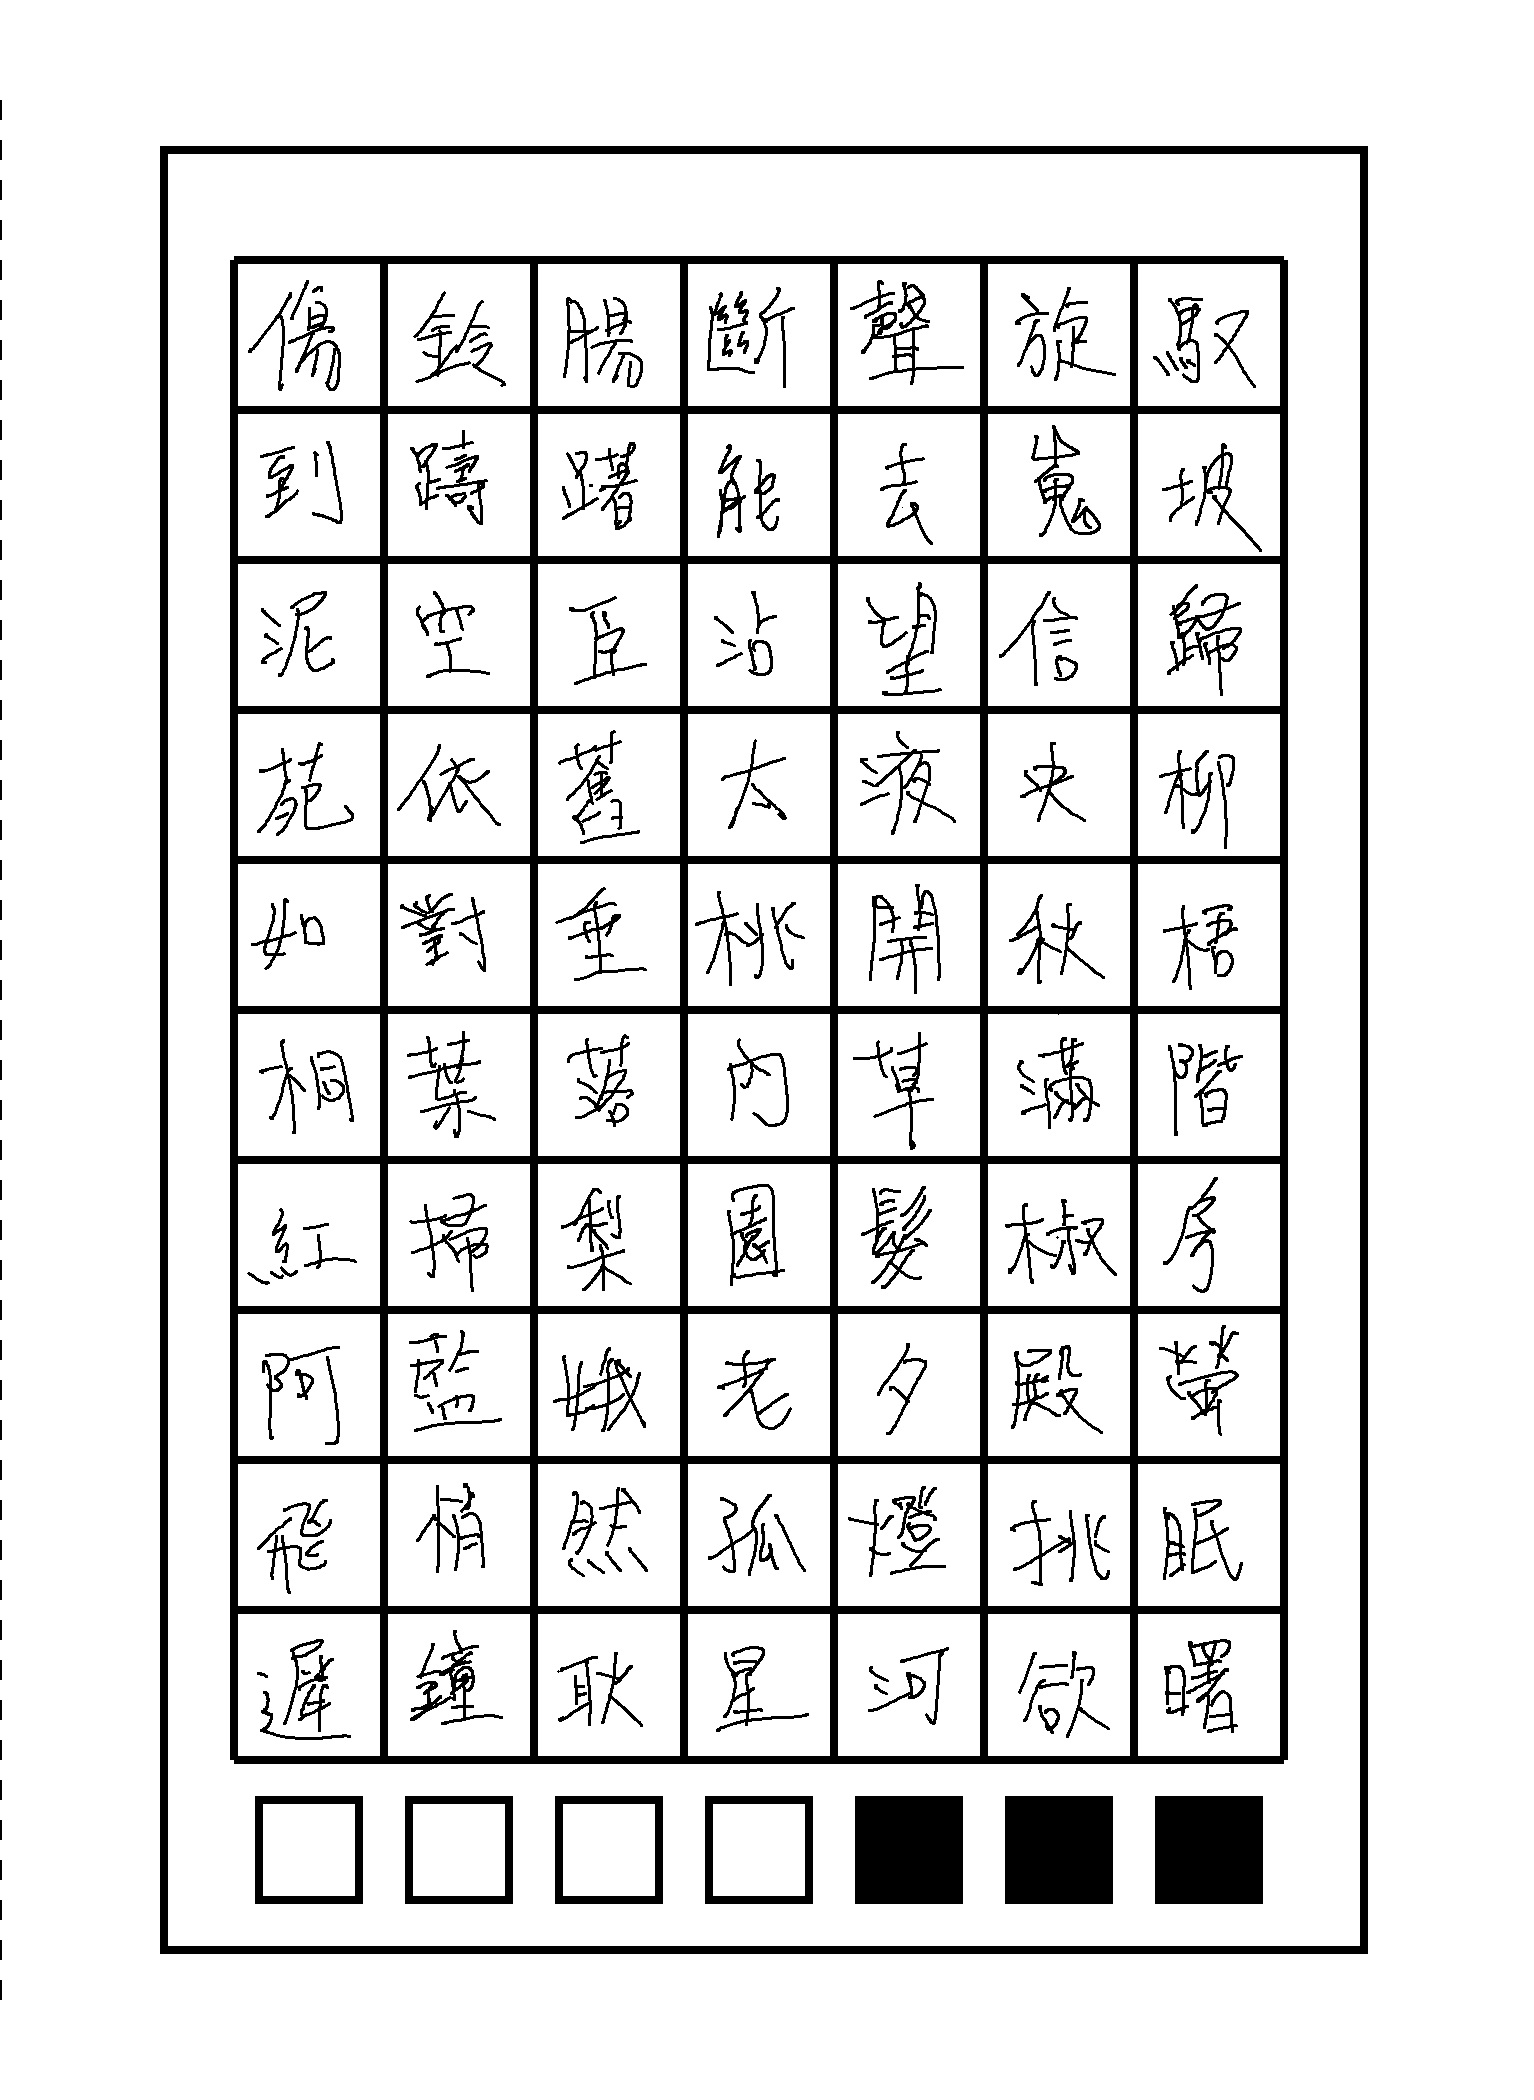 傷鈴腸斷聲旋馭
到躊躇能去嵬坡
泥空臣沾望信歸
苑依舊太液央柳
如對垂桃開秋梧
桐葉落內草滿階
紅掃梨園髮椒房
阿藍娥老夕殿螢
飛悄然孤燈挑眠
遲鐘耿星河欲曙